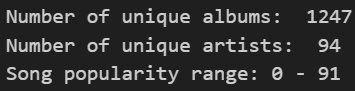 Number of unique albums:  1247
Number of unique artists:  94
Song popularity range: 0 - 91